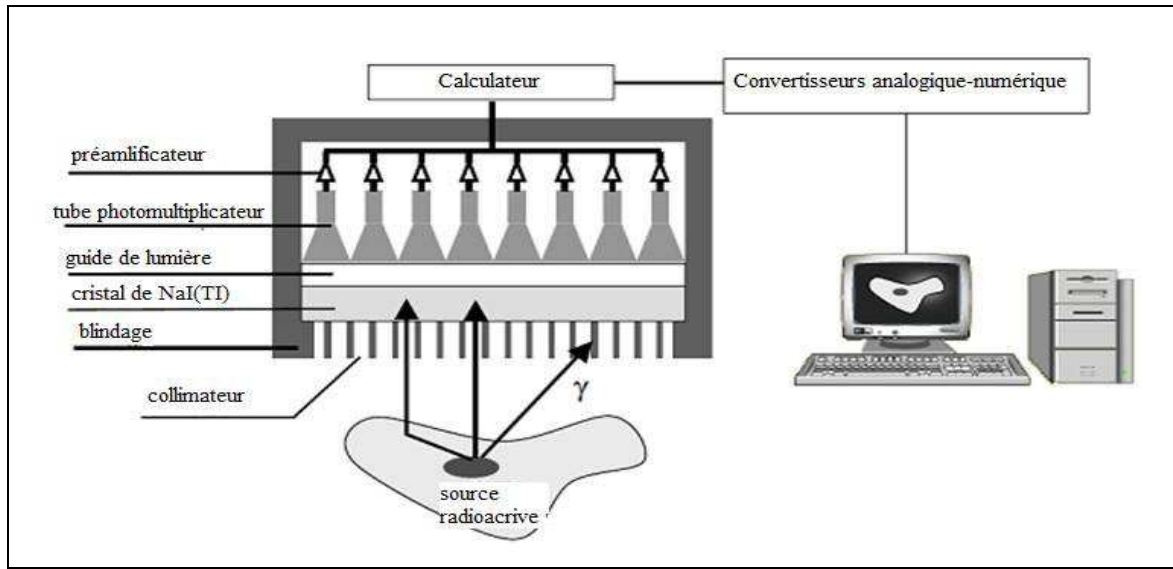 Calculateur
Convertisseurs analogique-numérique
préamlificateur
tube photomultiplicateur
guide de lumière
cristal de NaI(TI)
blindage
collimateur
γ
source
radioacrive